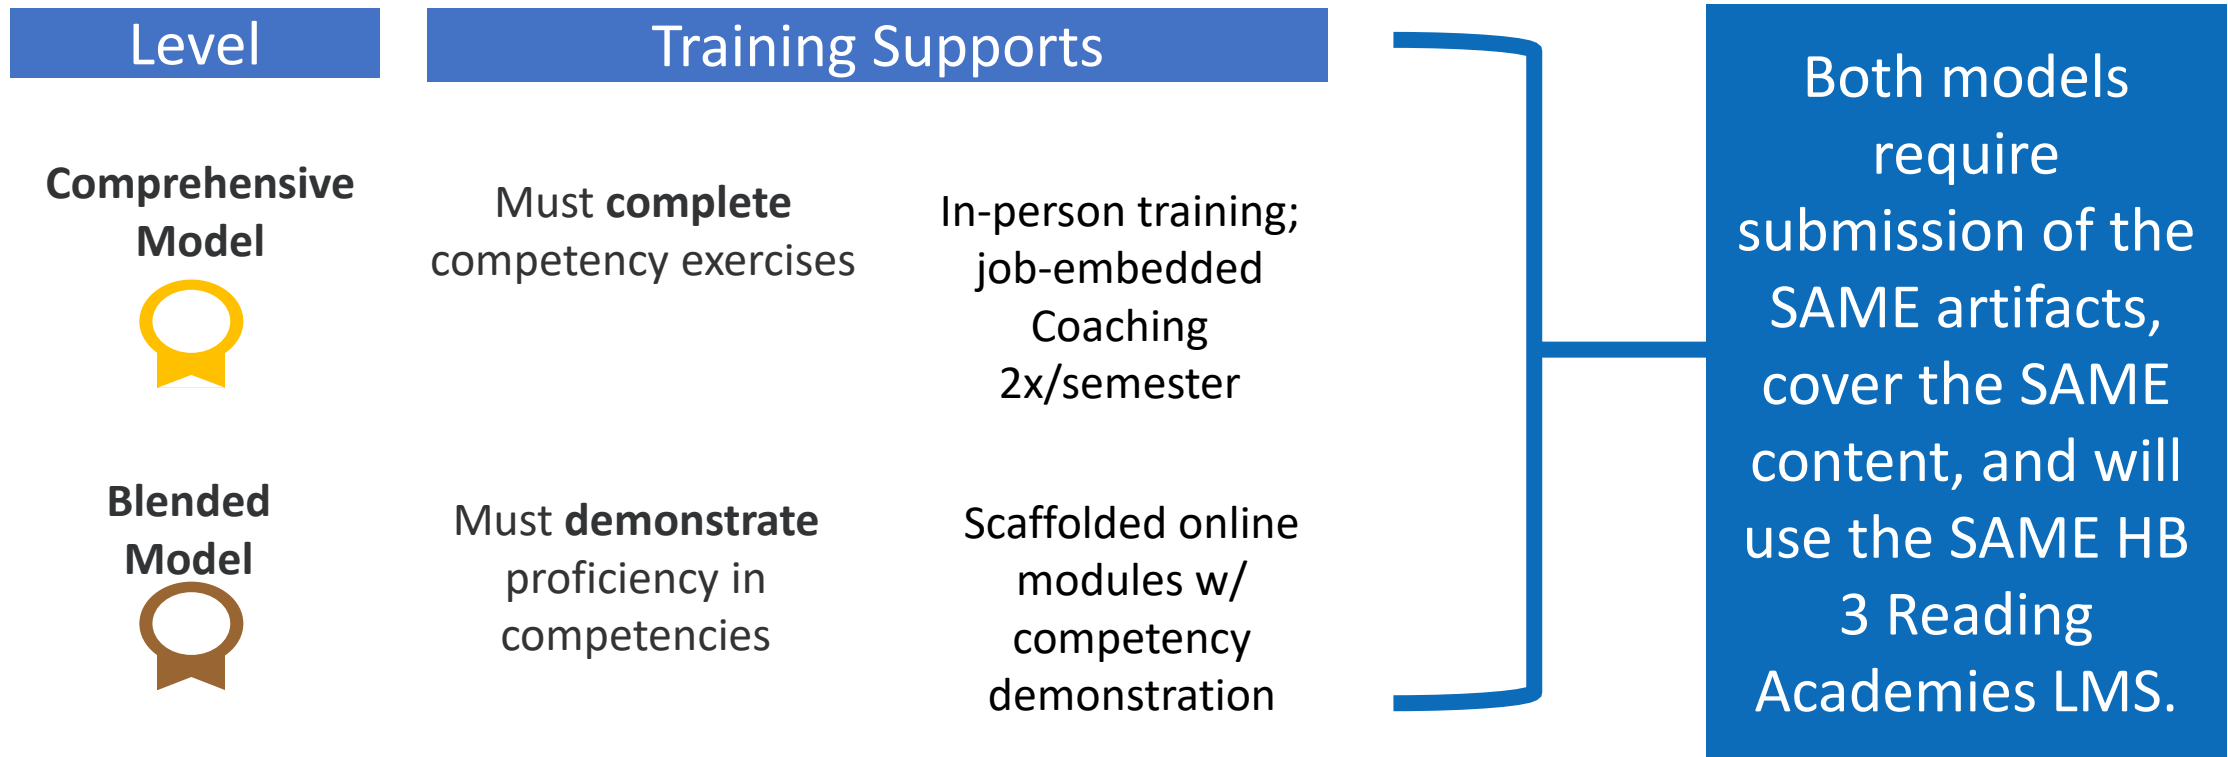 Level
Training Supports
Comprehensive
Model
Must complete
competency exercises
In-person training;
job-embedded
Coaching
2x/semester
Blended
Model
Must demonstrate
proficiency in
competencies
Scaffolded online
modules w/
competency
demonstration
Both models
require
submission of the
SAME artifacts,
cover the SAME
content, and will
use the SAME HB
3 Reading
Academies LMS.